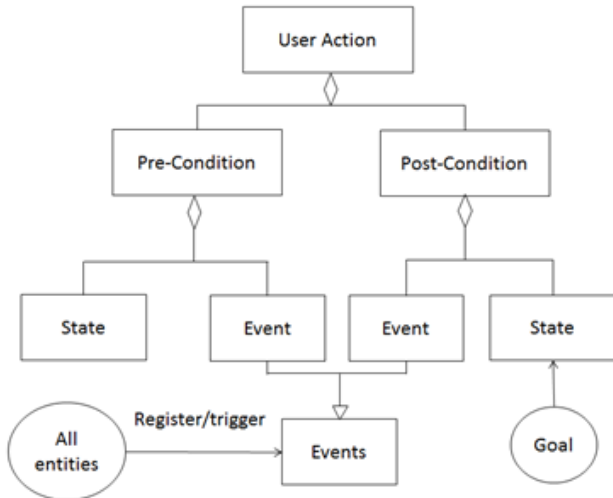 User Action
Pre-Condition
Post-Condition
State
Event
Event
State
Register/trigger
All
entities
Events
Goal